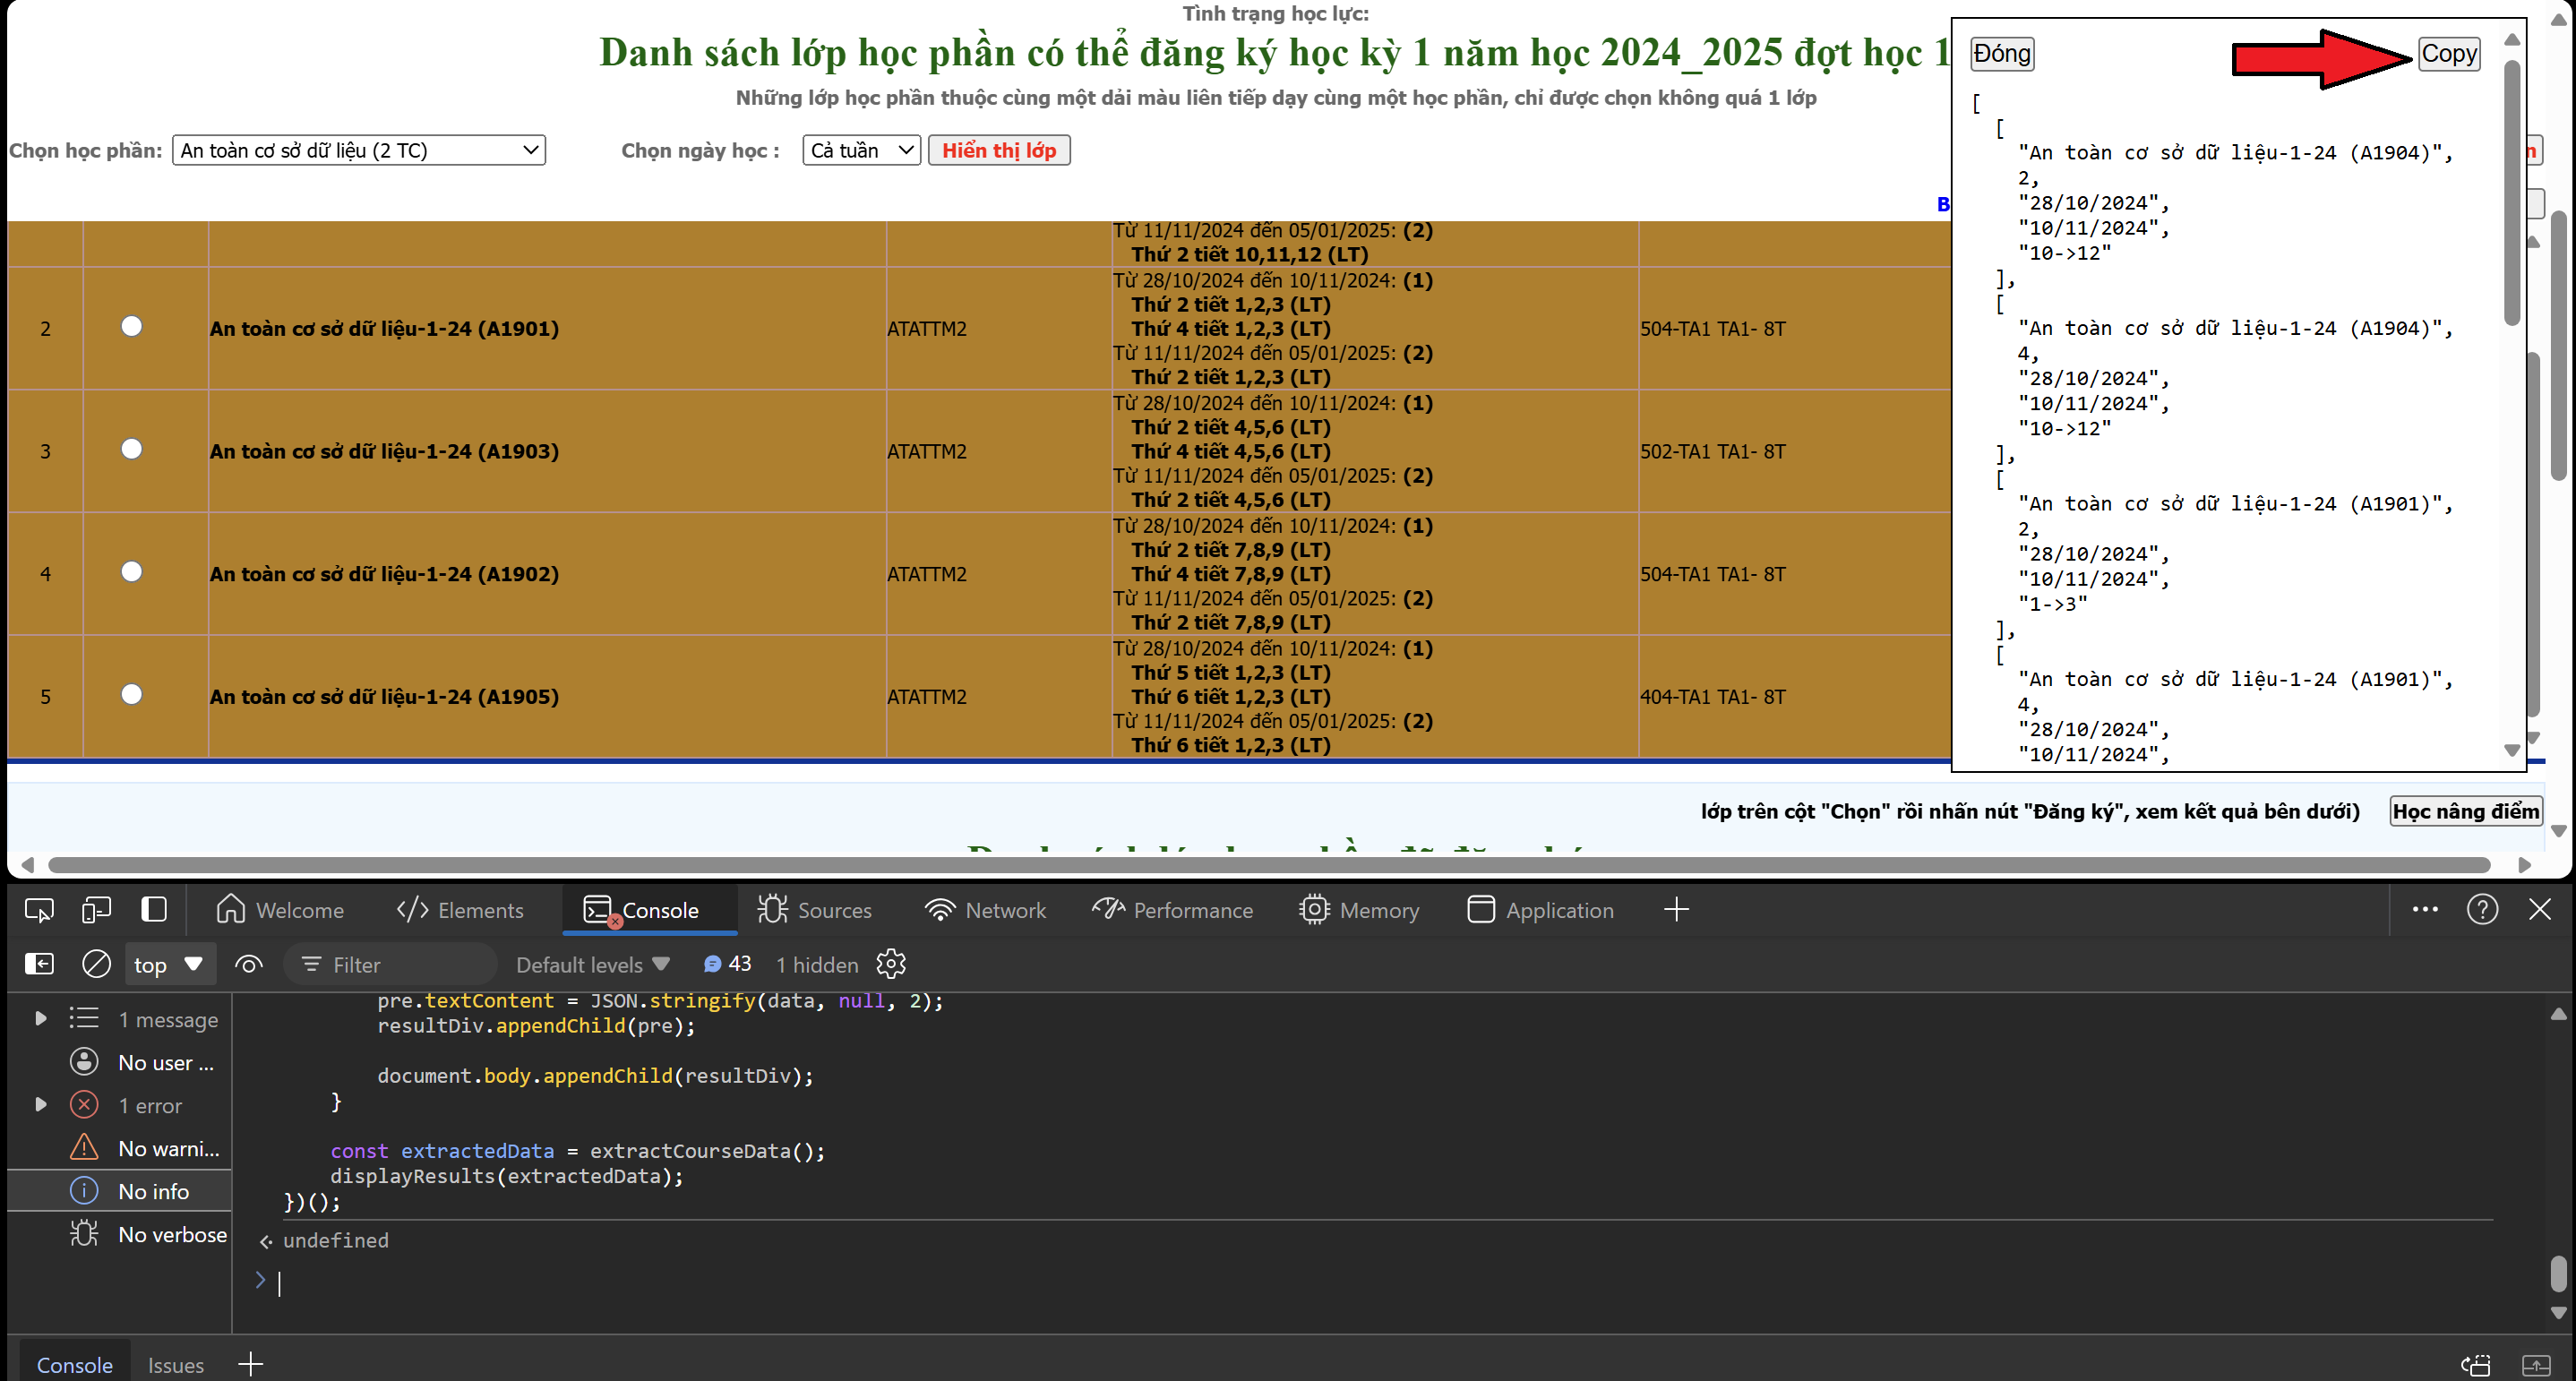 Tình trạng học lực:
Danh sách lớp học phần có thể đăng ký học kỳ 1 năm học 2024_2025 đợt học 1
Những lớp học phần thuộc cùng một dải màu liên tiếp dạy cùng một học phần, chỉ được chọn không quá 1 lớp
Chọn học phần: An toàn cơ sở dữ liệu (2 TC) Chọn ngày học : Cả tuần Hiển thị lớp
B
Từ 11/11/2024 đến 05/01/2025: (2)
Thứ 2 tiết 10,11,12 (LT)
2 An toàn cơ sở dữ liệu-1-24 (A1901) ATATTM2
Từ 28/10/2024 đến 10/11/2024: (1)
Thứ 2 tiết 1,2,3 (LT)
Thứ 4 tiết 1,2,3 (LT)
Từ 11/11/2024 đến 05/01/2025: (2)
Thứ 2 tiết 1,2,3 (LT)
504-TA1 TA1- 8T
3 An toàn cơ sở dữ liệu-1-24 (A1903) ATATTM2
Từ 28/10/2024 đến 10/11/2024: (1)
Thứ 2 tiết 4,5,6 (LT)
Thứ 4 tiết 4,5,6 (LT)
Từ 11/11/2024 đến 05/01/2025: (2)
Thứ 2 tiết 4,5,6 (LT)
502-TA1 TA1- 8T
4 An toàn cơ sở dữ liệu-1-24 (A1902) ATATTM2
Từ 28/10/2024 đến 10/11/2024: (1)
Thứ 2 tiết 7,8,9 (LT)
Thứ 4 tiết 7,8,9 (LT)
Từ 11/11/2024 đến 05/01/2025: (2)
Thứ 2 tiết 7,8,9 (LT)
504-TA1 TA1- 8T
5 An toàn cơ sở dữ liệu-1-24 (A1905) ATATTM2
Từ 28/10/2024 đến 10/11/2024: (1)
Thứ 5 tiết 1,2,3 (LT)
Thứ 6 tiết 1,2,3 (LT)
Từ 11/11/2024 đến 05/01/2025: (2)
Thứ 6 tiết 1,2,3 (LT)
404-TA1 TA1- 8T
Đóng Copy
[
[
"An toàn cơ sở dữ liệu-1-24 (A1904)",
2,
"28/10/2024",
"10/11/2024",
"10->12"
],
[
"An toàn cơ sở dữ liệu-1-24 (A1904)",
4,
"28/10/2024",
"10/11/2024",
"10->12"
],
[
"An toàn cơ sở dữ liệu-1-24 (A1901)",
2,
"28/10/2024",
"10/11/2024",
"1->3"
],
[
"An toàn cơ sở dữ liệu-1-24 (A1901)",
4,
"28/10/2024",
"10/11/2024",
lớp trên cột "Chọn" rồi nhấn nút "Đăng ký", xem kết quả bên dưới) Học nâng điểm
Welcome Elements Console Sources Network Performance Memory Application
top Filter Default levels 43 1 hidden
1 message
No user ...
1 error
No warni...
No info
No verbose
pre.textContent = JSON.stringify(data, null, 2);
resultDiv.appendChild(pre);
document.body.appendChild(resultDiv);
}
const extractedData = extractCourseData();
displayResults(extractedData);
})();
undefined
Console Issues